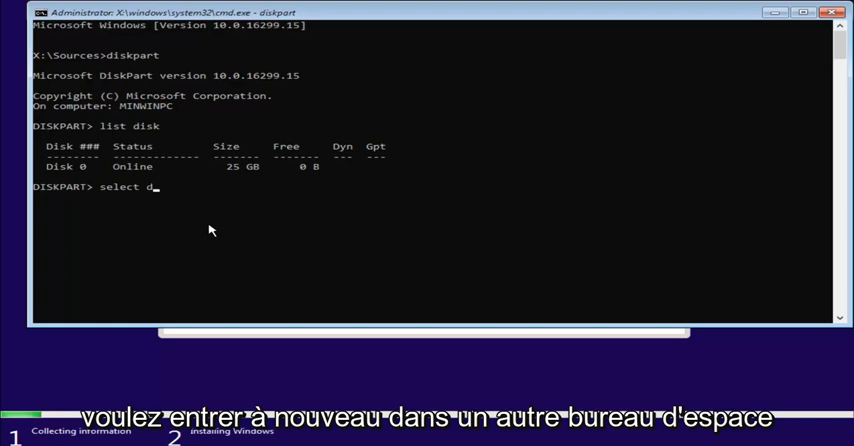 Administrator: X:\windows\system32\cmd.exe - diskpart
Microsoft Windows [Version 10.0.16299.15]
X:\Sources>diskpart
Microsoft DiskPart version 10.0.16299.15
Copyright (C) Microsoft Corporation.
On computer: MINWINPC
DISKPART> list disk
Disk ### Status Size Free Dyn Gpt
-------- ------------- ------- ------- --- ---
Disk 0 Online 25 GB 0 B
DISKPART> select d_
voulez entrer à nouveau dans un autre bureau d'espace
1 Collecting information 2 Installing Windows